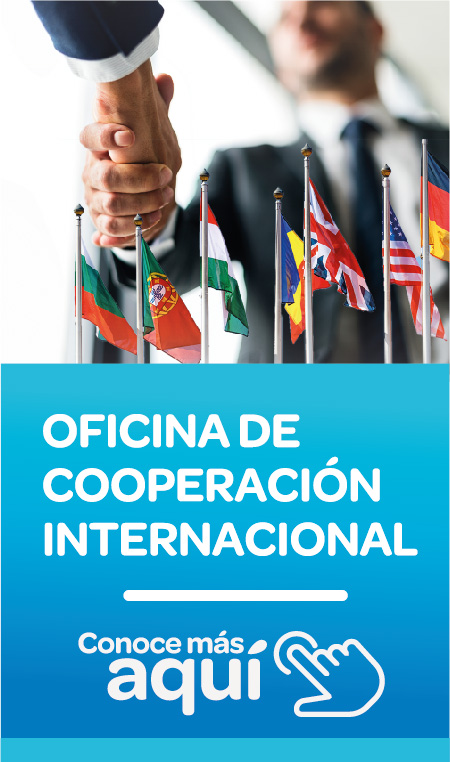 OFICINA DE
COOPERACIÓN
INTERNACIONAL
Conoce más
aquí